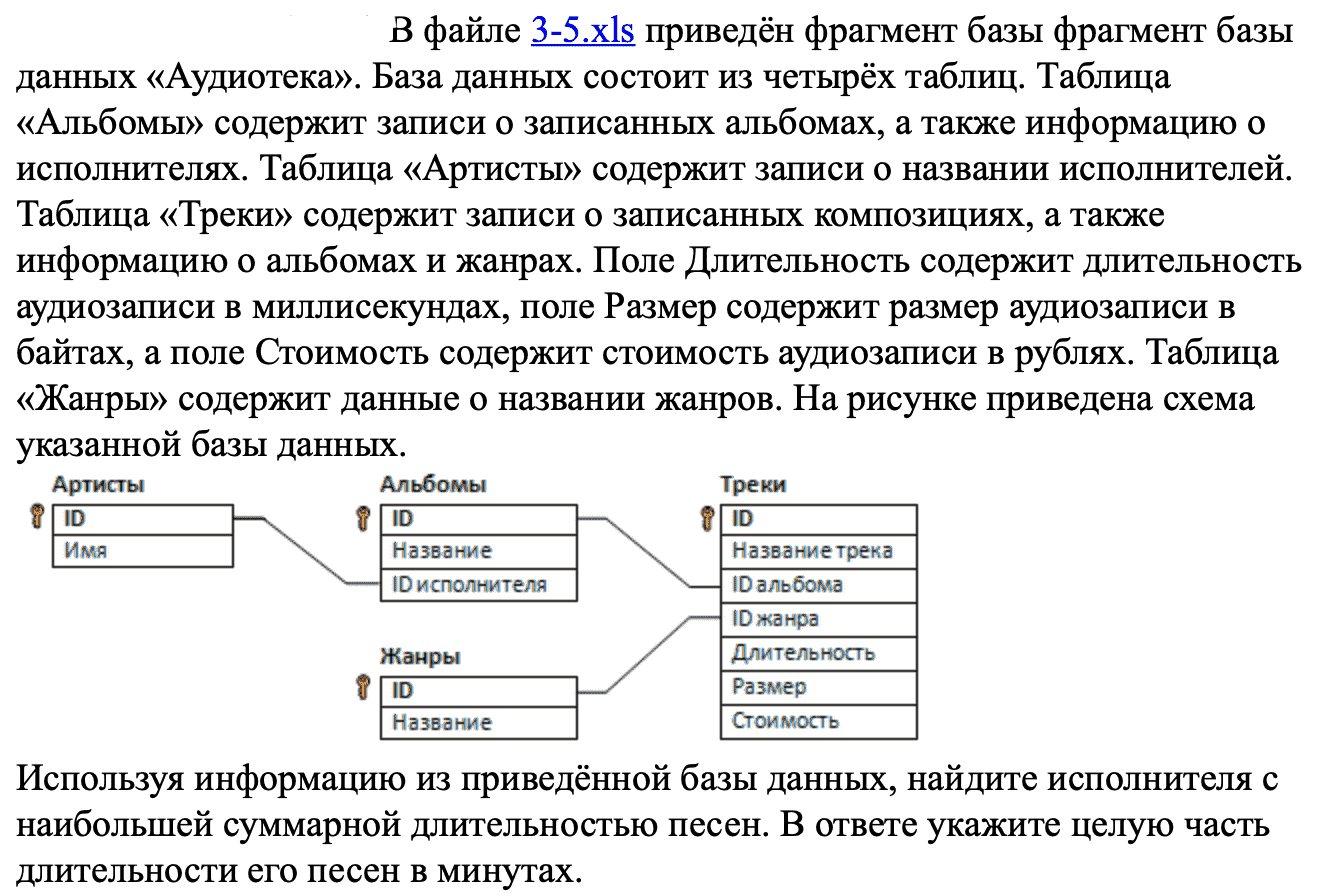 В файле 3-5.xls приведён фрагмент базы фрагмент базы
данных «Аудиотека». База данных состоит из четырёх таблиц. Таблица
«Альбомы» содержит записи о записанных альбомах, а также информацию о
исполнителях. Таблица «Артисты» содержит записи о названии исполнителей.
Таблица «Треки» содержит записи о записанных композициях, а также
информацию о альбомах и жанрах. Поле Длительность содержит длительность
аудиозаписи в миллисекундах, поле Размер содержит размер аудиозаписи в
байтах, а поле Стоимость содержит стоимость аудиозаписи в рублях. Таблица
«Жанры» содержит данные о названии жанров. На рисунке приведена схема
указанной базы данных.
Артисты
ID
Имя
Альбомы
ID
Название
ID исполнителя
Жанры
ID
Название
Треки
ID
Название трека
ID альбома
ID жанра
Длительность
Размер
Стоимость
Используя информацию из приведённой базы данных, найдите исполнителя с
наибольшей суммарной длительностью песен. В ответе укажите целую часть
длительности его песен в минутах.